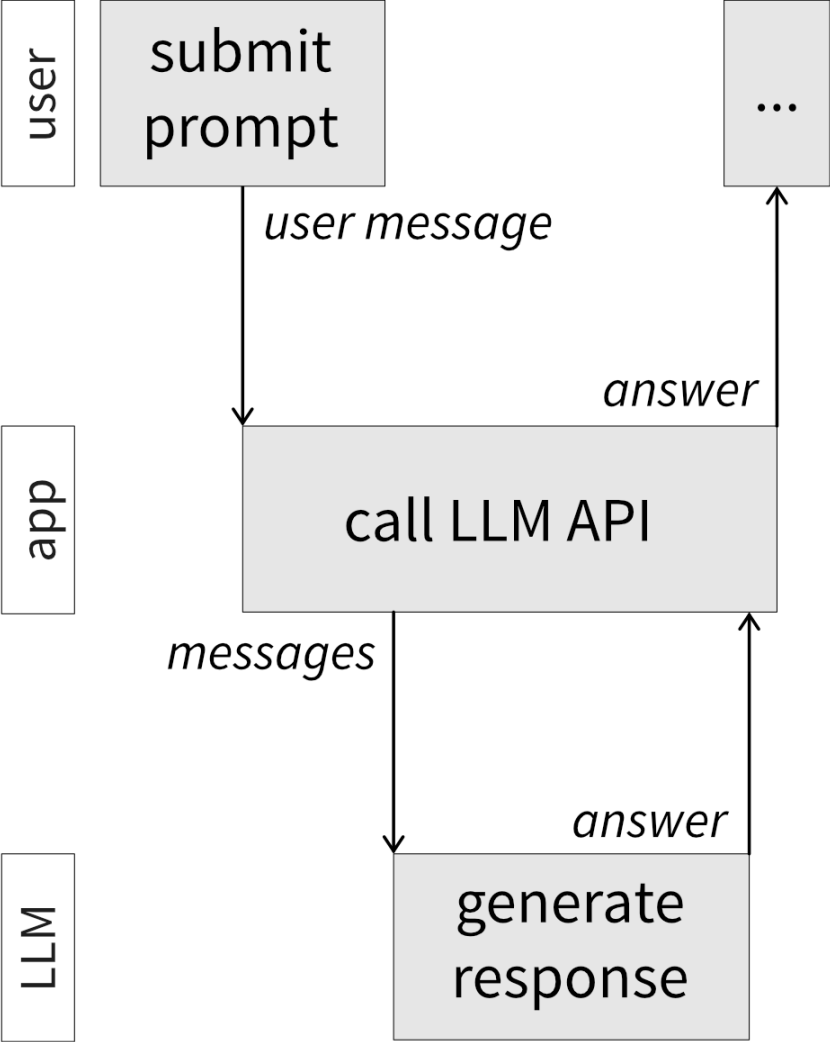 user
submit
prompt
...
user message
answer
app
call LLM API
messages
answer
LLM
generate
response